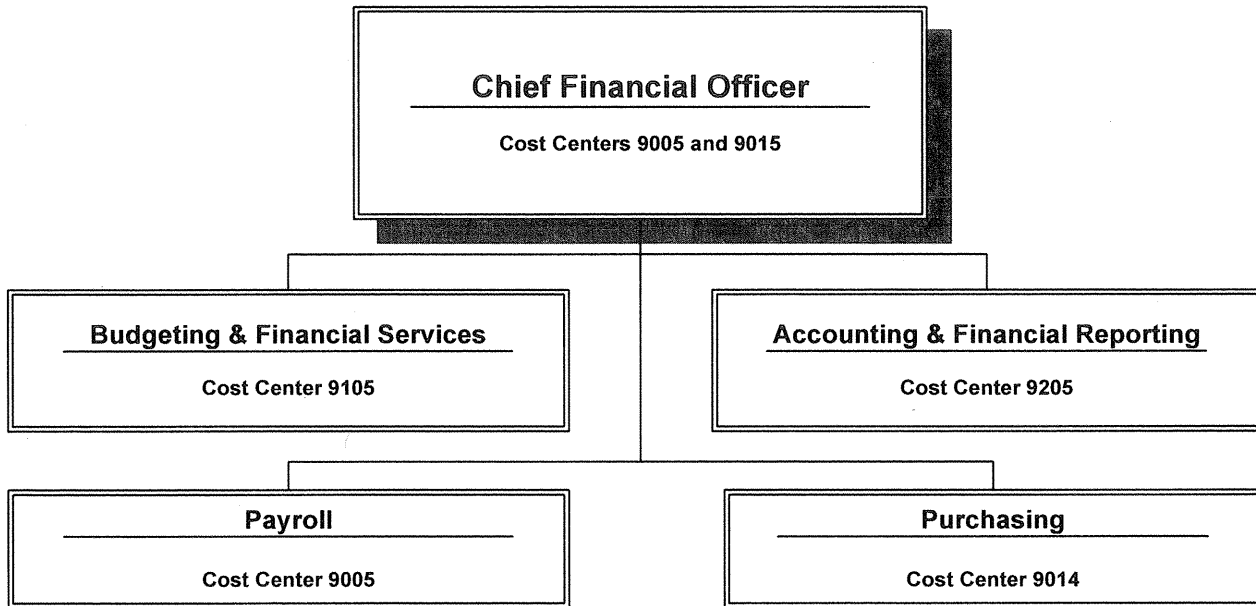 Chief Financial Officer
Cost Centers 9005 and 9015
Budgeting & Financial Services
Cost Center 9105
Accounting & Financial Reporting
Cost Center 9205
Payroll
Cost Center 9005
Purchasing
Cost Center 9014